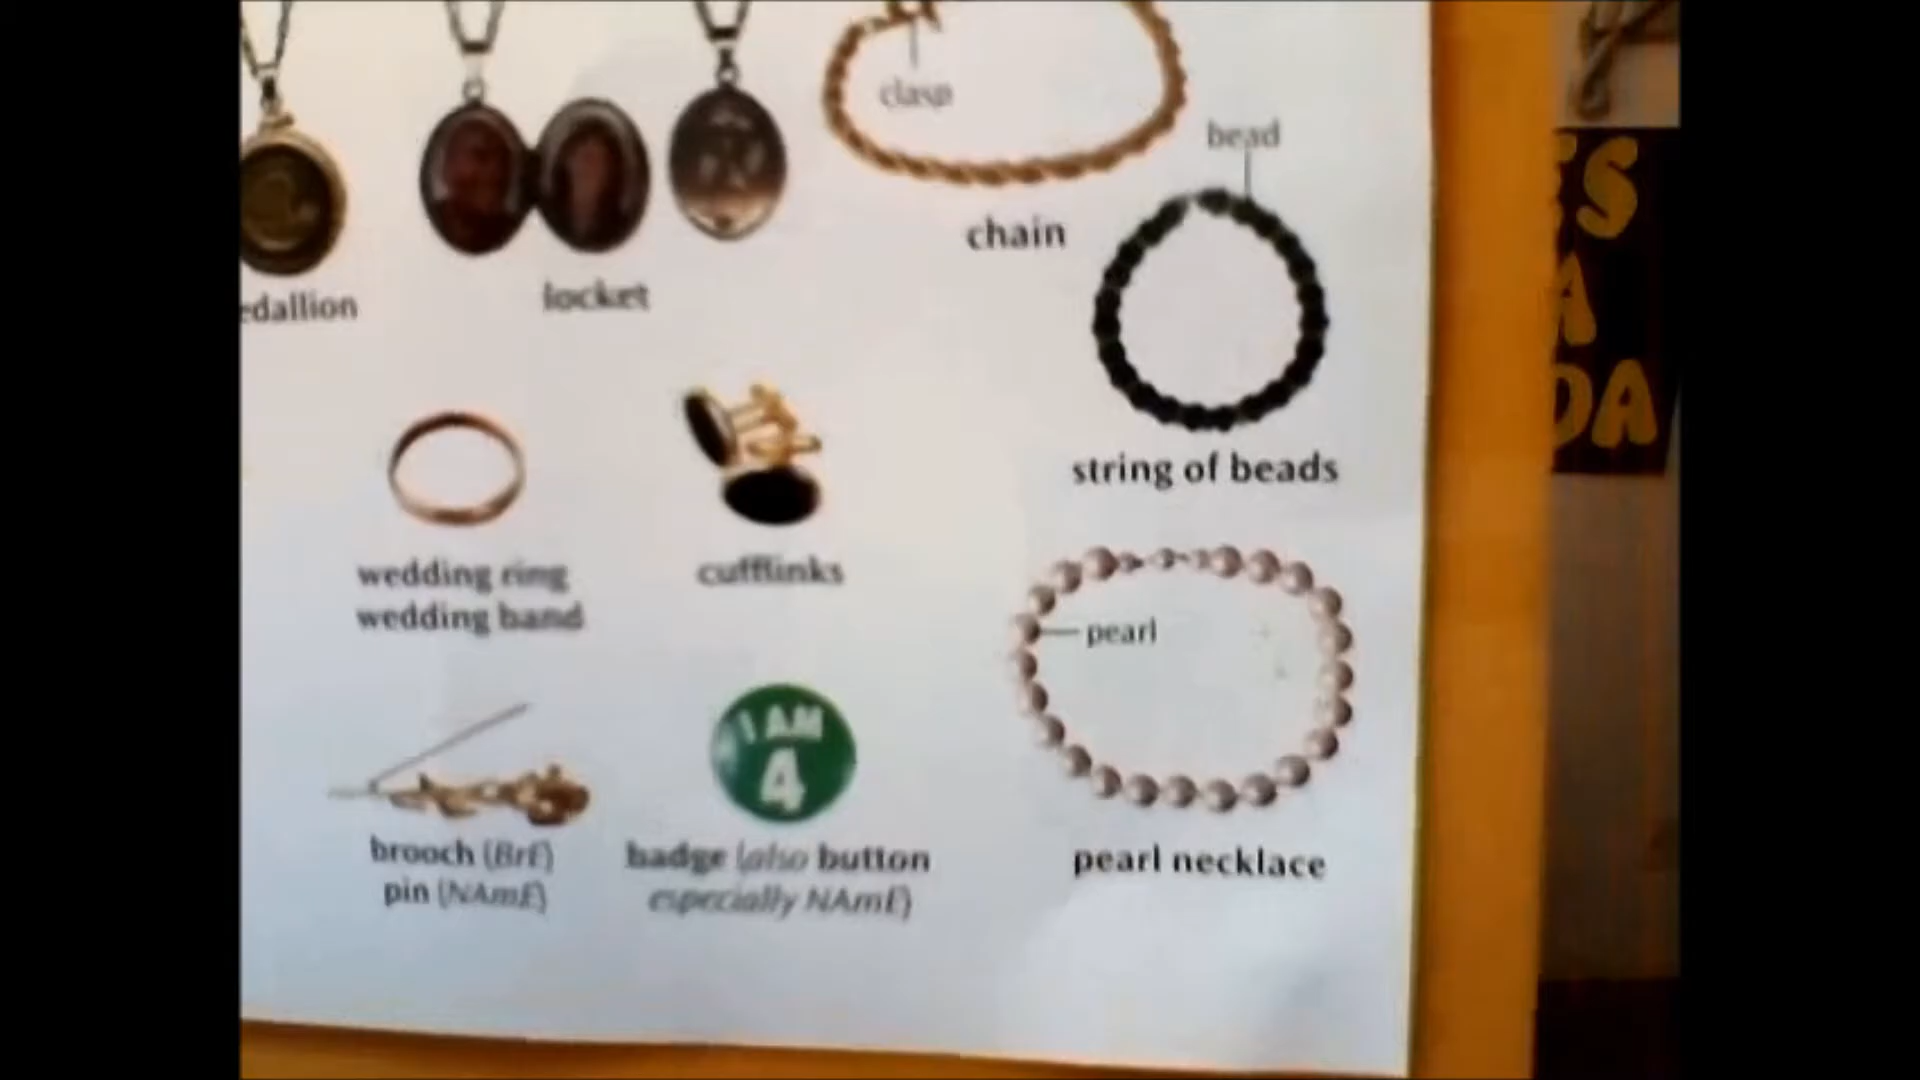 clasp
bead
chain
edallion
locket
string of beads
wedding ring
wedding band
cufflinks
pearl
I AM
4
brooch (BrE)
pin (NAmE)
badge (also button
especially NAmE)
pearl necklace
S
A
DA